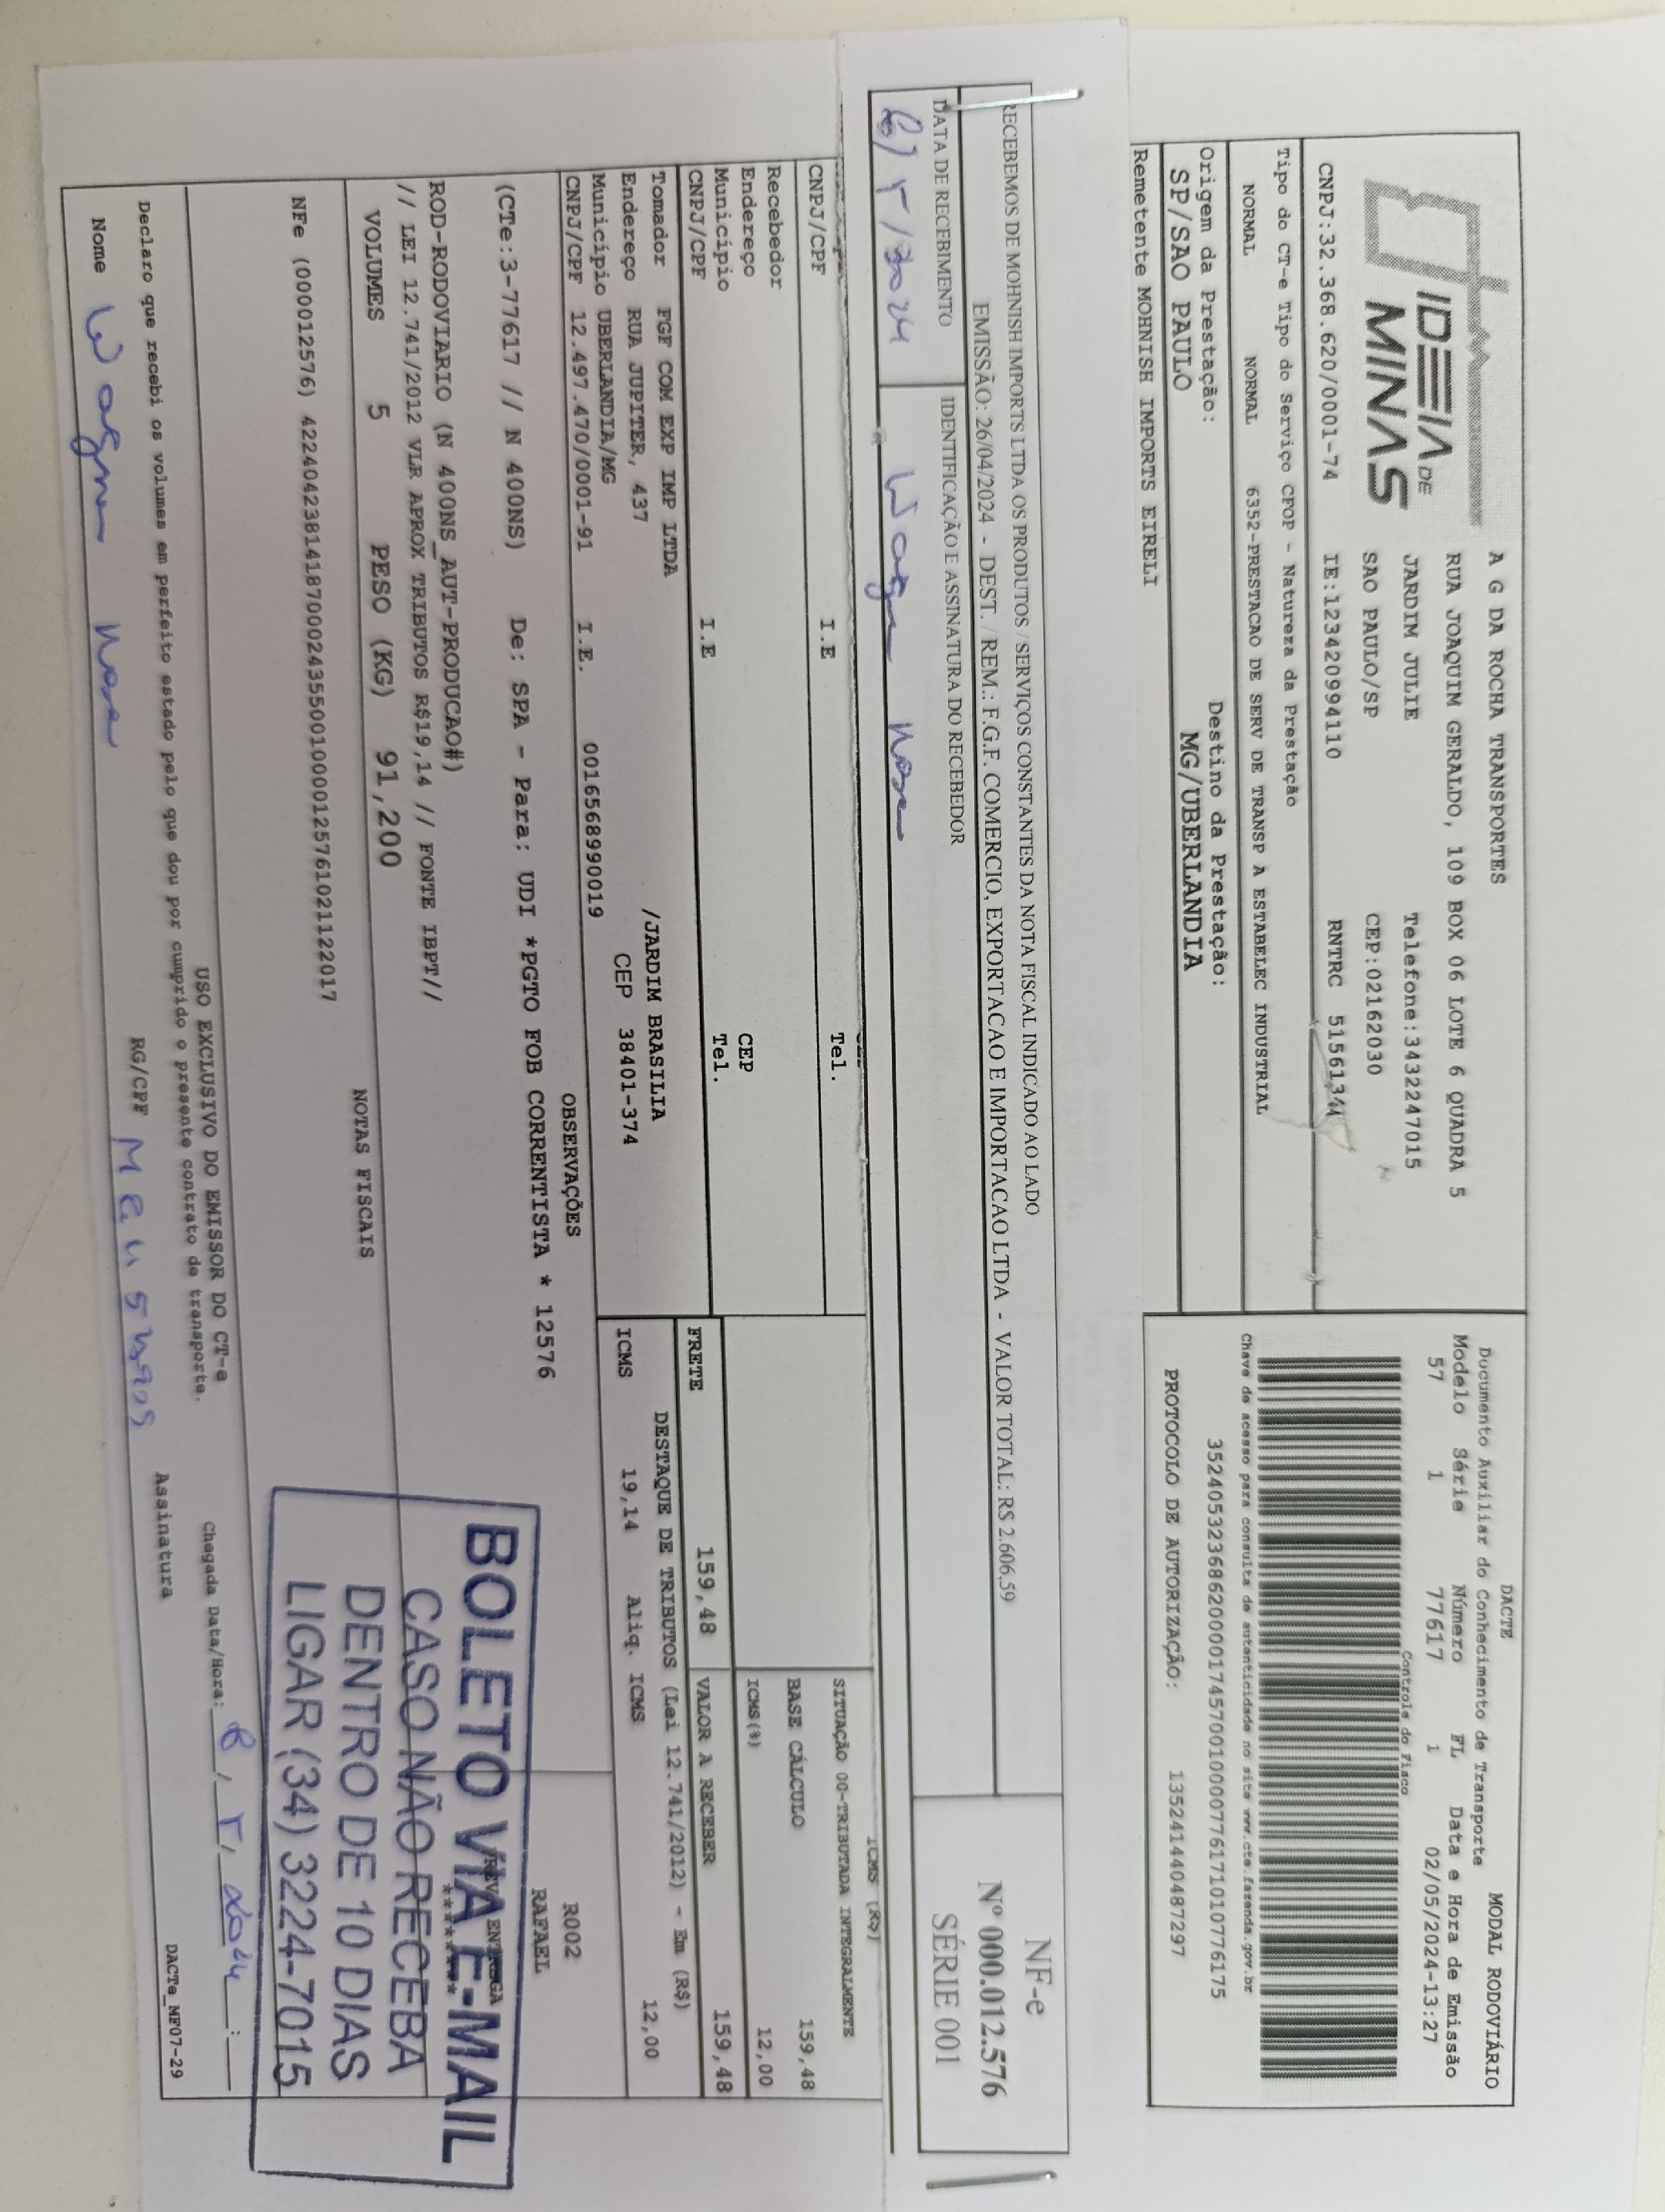 IDEIA DE
MINAS
A G DA ROCHA TRANSPORTES
RUA JOAQUIM GERALDO, 109 BOX 06 LOTE 6 QUADRA 5
JARDIM JULIE Telefone:3432247015
SAO PAULO/SP CEP:02162030
CNPJ:32.368.620/0001-74 IE:123420994110 RNTRC 5156134
Tipo do CT-e Tipo do Serviço CFOP - Natureza da Prestação
NORMAL NORMAL 6352-PRESTACAO DE SERV DE TRANSP A ESTABELEC INDUSTRIAL
Origem da Prestação: Destino da Prestação:
SP/SAO PAULO MG/UBERLANDIA
Remetente MOHNISH IMPORTS EIRELI
DACTE MODAL RODOVIÁRIO
Documento Auxiliar do Conhecimento de Transporte
Modelo Série Número FL Data e Hora de Emissão
57 1 77617 1 02/05/2024-13:27
Controle do Fisco
Chave de acesso para consulta de autenticidade no site www.cte.fazenda.gov.br
35240532368620000174570010000776171010776175
PROTOCOLO DE AUTORIZAÇÃO: 135241440487297
RECEBEMOS DE MOHNISH IMPORTS LTDA OS PRODUTOS / SERVIÇOS CONSTANTES DA NOTA FISCAL INDICADO AO LADO
EMISSÃO: 26/04/2024 - DEST. / REM.: F.G.F. COMERCIO, EXPORTACAO E IMPORTACAO LTDA - VALOR TOTAL: R$ 2.606,59
DATA DE RECEBIMENTO IDENTIFICAÇÃO E ASSINATURA DO RECEBEDOR
Wagner
NF-e
Nº 000.012.576
SÉRIE 001
CNPJ/CPF I.E Tel.
Recebedor
Endereço CEP
Município Tel.
CNPJ/CPF I.E
ICMS (R$)
SITUAÇÃO 00-TRIBUTADA INTEGRALMENTE
BASE CÁLCULO 159,48
ICMS(%) 12,00
FRETE 159,48 VALOR A RECEBER 159,48
Tomador FGF COM EXP IMP LTDA
Endereço RUA JUPITER, 437 /JARDIM BRASILIA
Município UBERLANDIA/MG CEP 38401-374
CNPJ/CPF 12.497.470/0001-91 I.E. 0016568990019
DESTAQUE DE TRIBUTOS (Lei 12.741/2012) - Em (R$)
ICMS 19,14 Aliq. ICMS 12,00
OBSERVAÇÕES
R002
RAFAEL
(CTe:3-77617 // N 400NS) De: SPA - Para: UDI *PGTO FOB CORRENTISTA * 12576
ROD-RODOVIARIO (N 400NS_AUT-PRODUCAO#)
// LEI 12.741/2012 VLR APROX TRIBUTOS R$19,14 // FONTE IBPT//
VOLUMES 5 PESO (KG) 91,200
NOTAS FISCAIS
NFe (000012576) 42240423814187000243550010000125761021122017
BOLETO VIA E-MAIL
CASO NÃO RECEBA
DENTRO DE 10 DIAS
LIGAR (34) 3224-7015
USO EXCLUSIVO DO EMISSOR DO CT-e
Declaro que recebi os volumes em perfeito estado pelo que dou por cumprido o presente contrato de transporte.
Chegada Data/Hora:
Nome Wagner RG/CPF Assinatura
DACTe_MF07-29